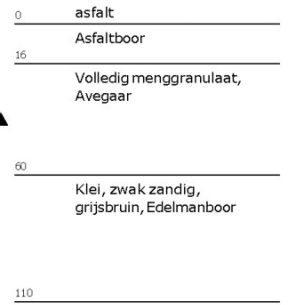 0 asfalt
Asfaltboor
16
Volledig menggranulaat,
Avegaar
60
Klei, zwak zandig,
grijsbruin, Edelmanboor
110